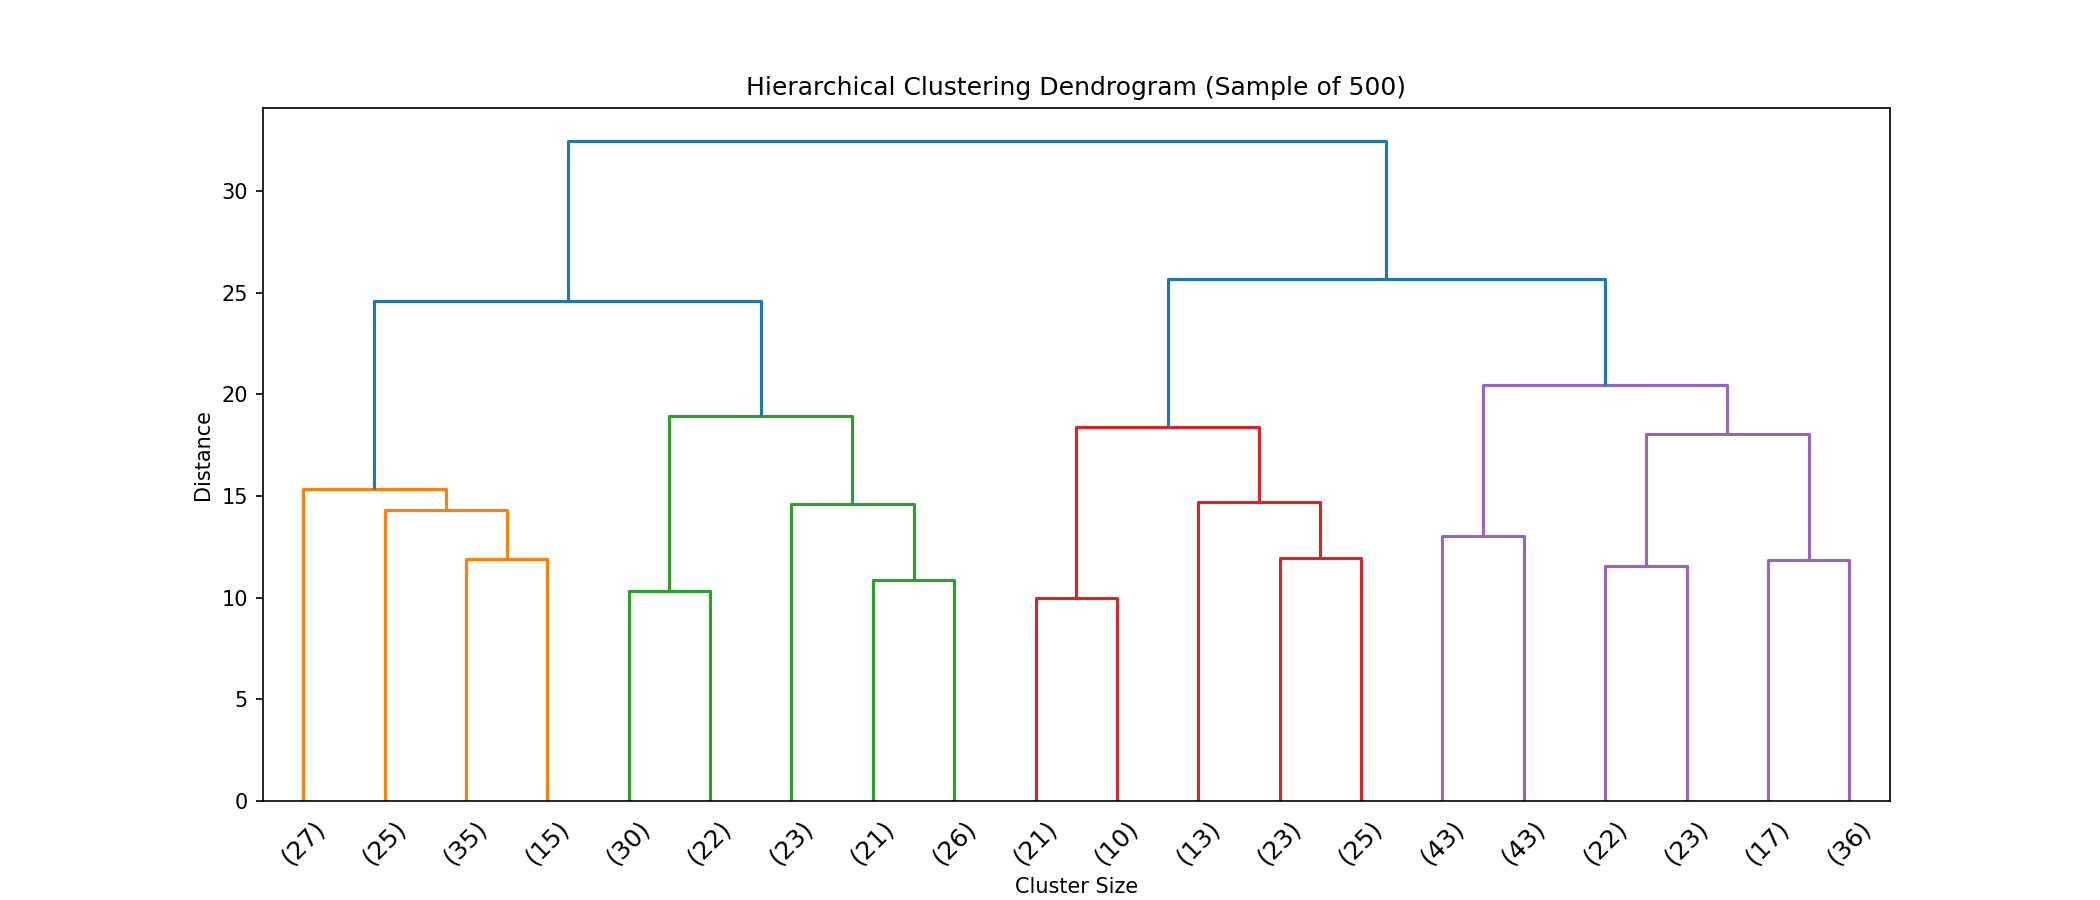 Hierarchical Clustering Dendrogram (Sample of 500)
30
25
20
15
10
5
0
Distance
(27) (25) (35) (15) (30) (22) (23) (21) (26) (21) (10) (13) (23) (25) (43) (43) (22) (23) (17) (36)
Cluster Size